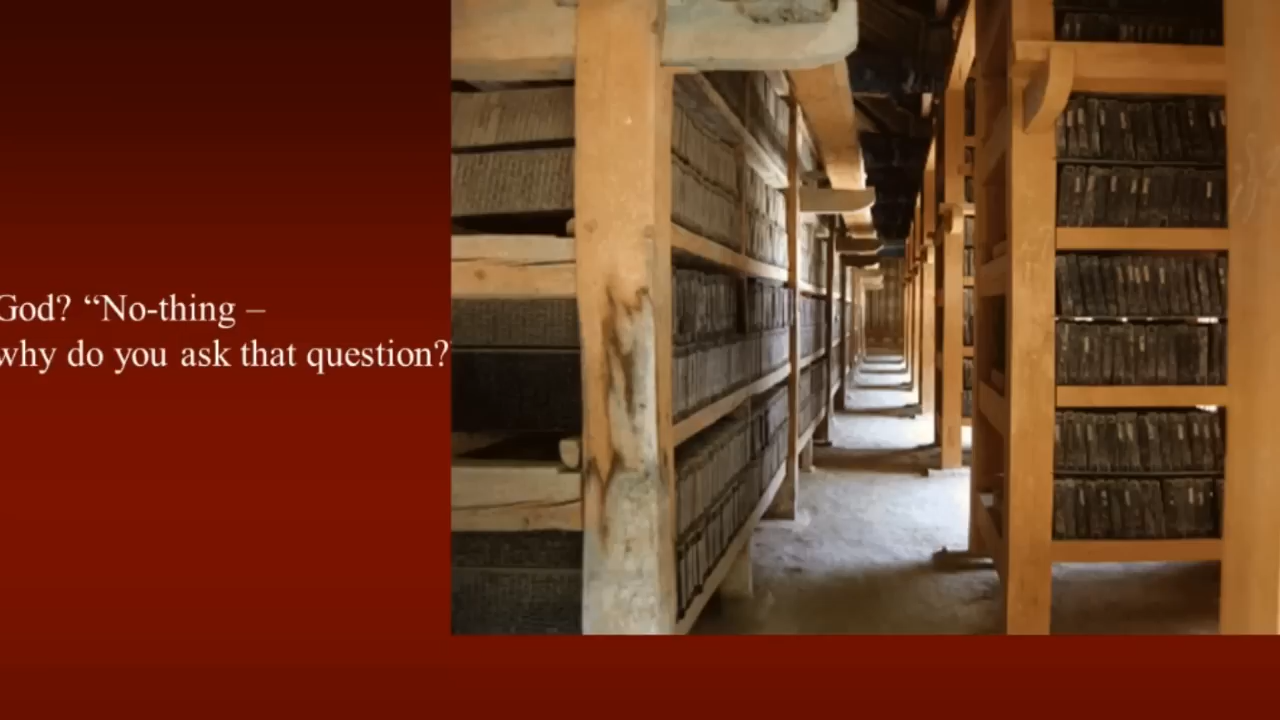 God? “No-thing –
why do you ask that question?